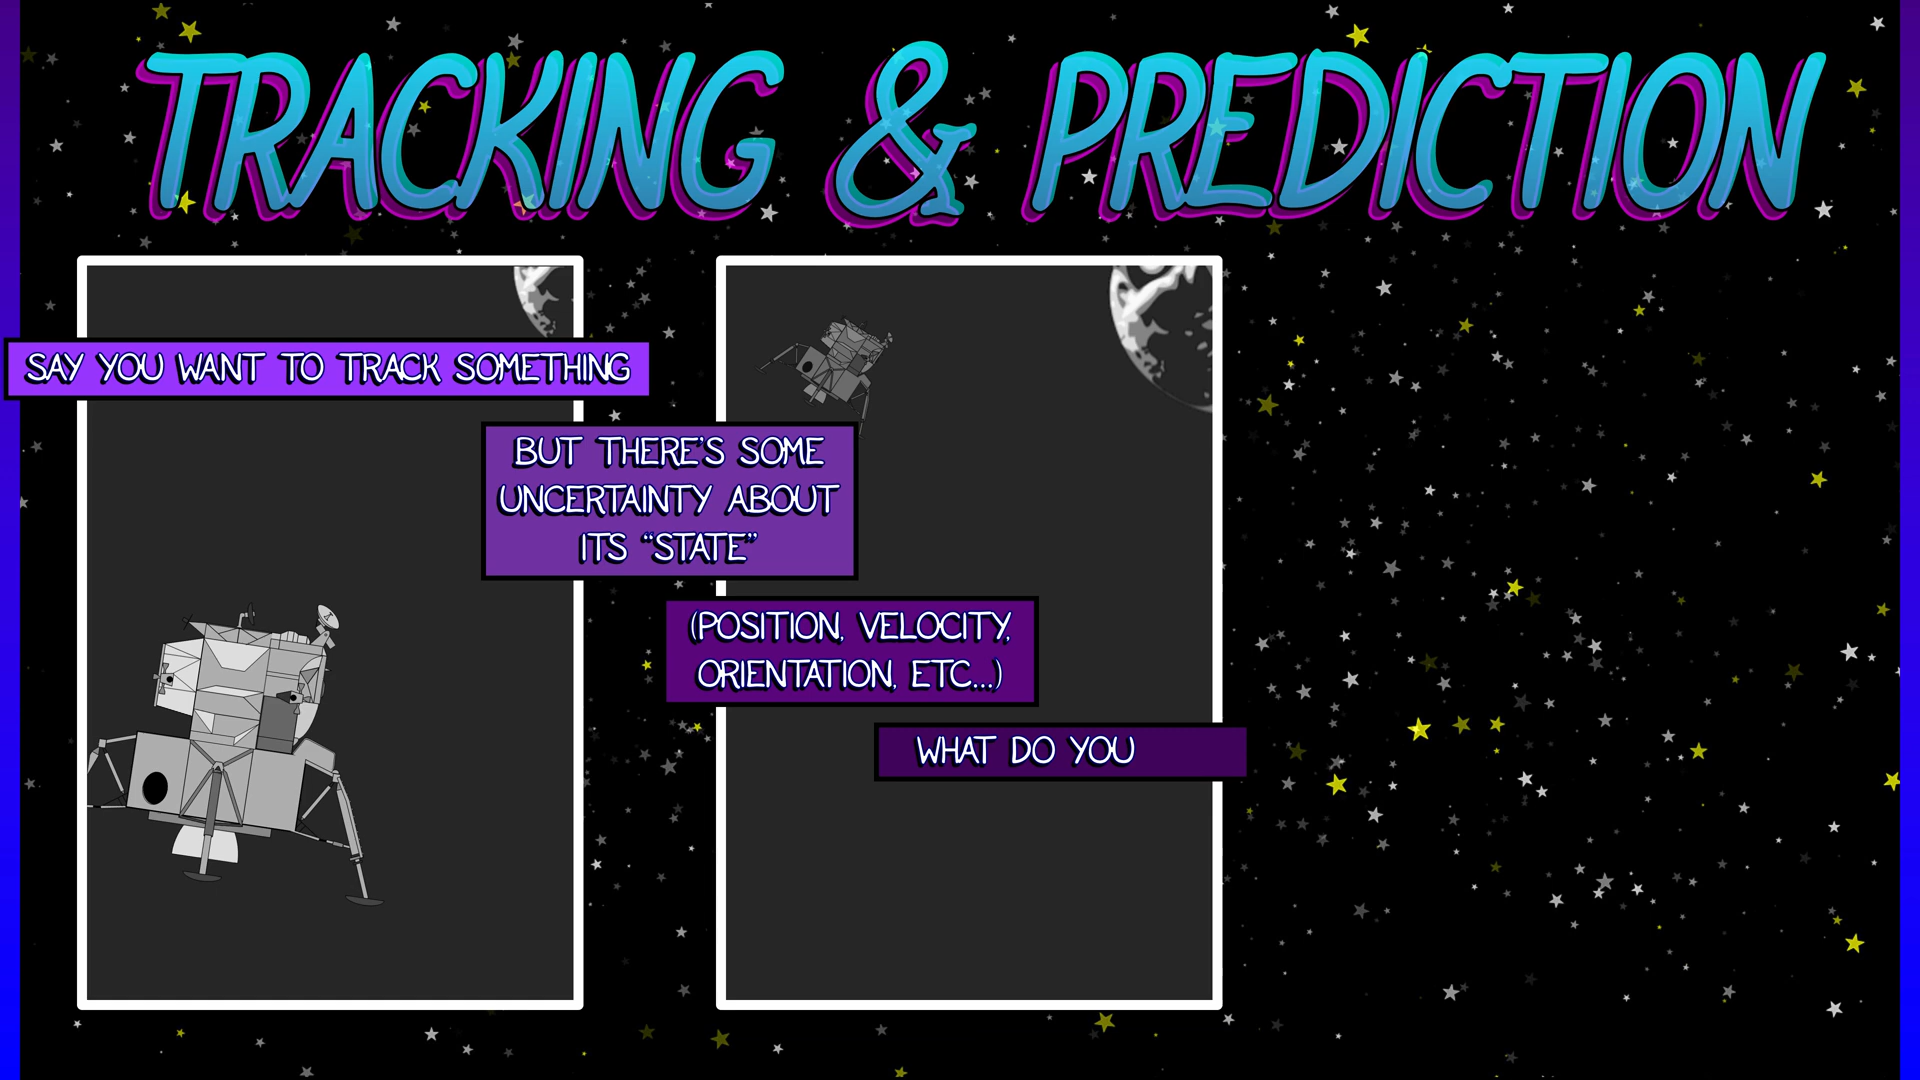 TRACKING & PREDICTION
SAY YOU WANT TO TRACK SOMETHING
BUT THERE'S SOME
UNCERTAINTY ABOUT
ITS “STATE”
(POSITION, VELOCITY,
ORIENTATION, ETC...)
WHAT DO YOU